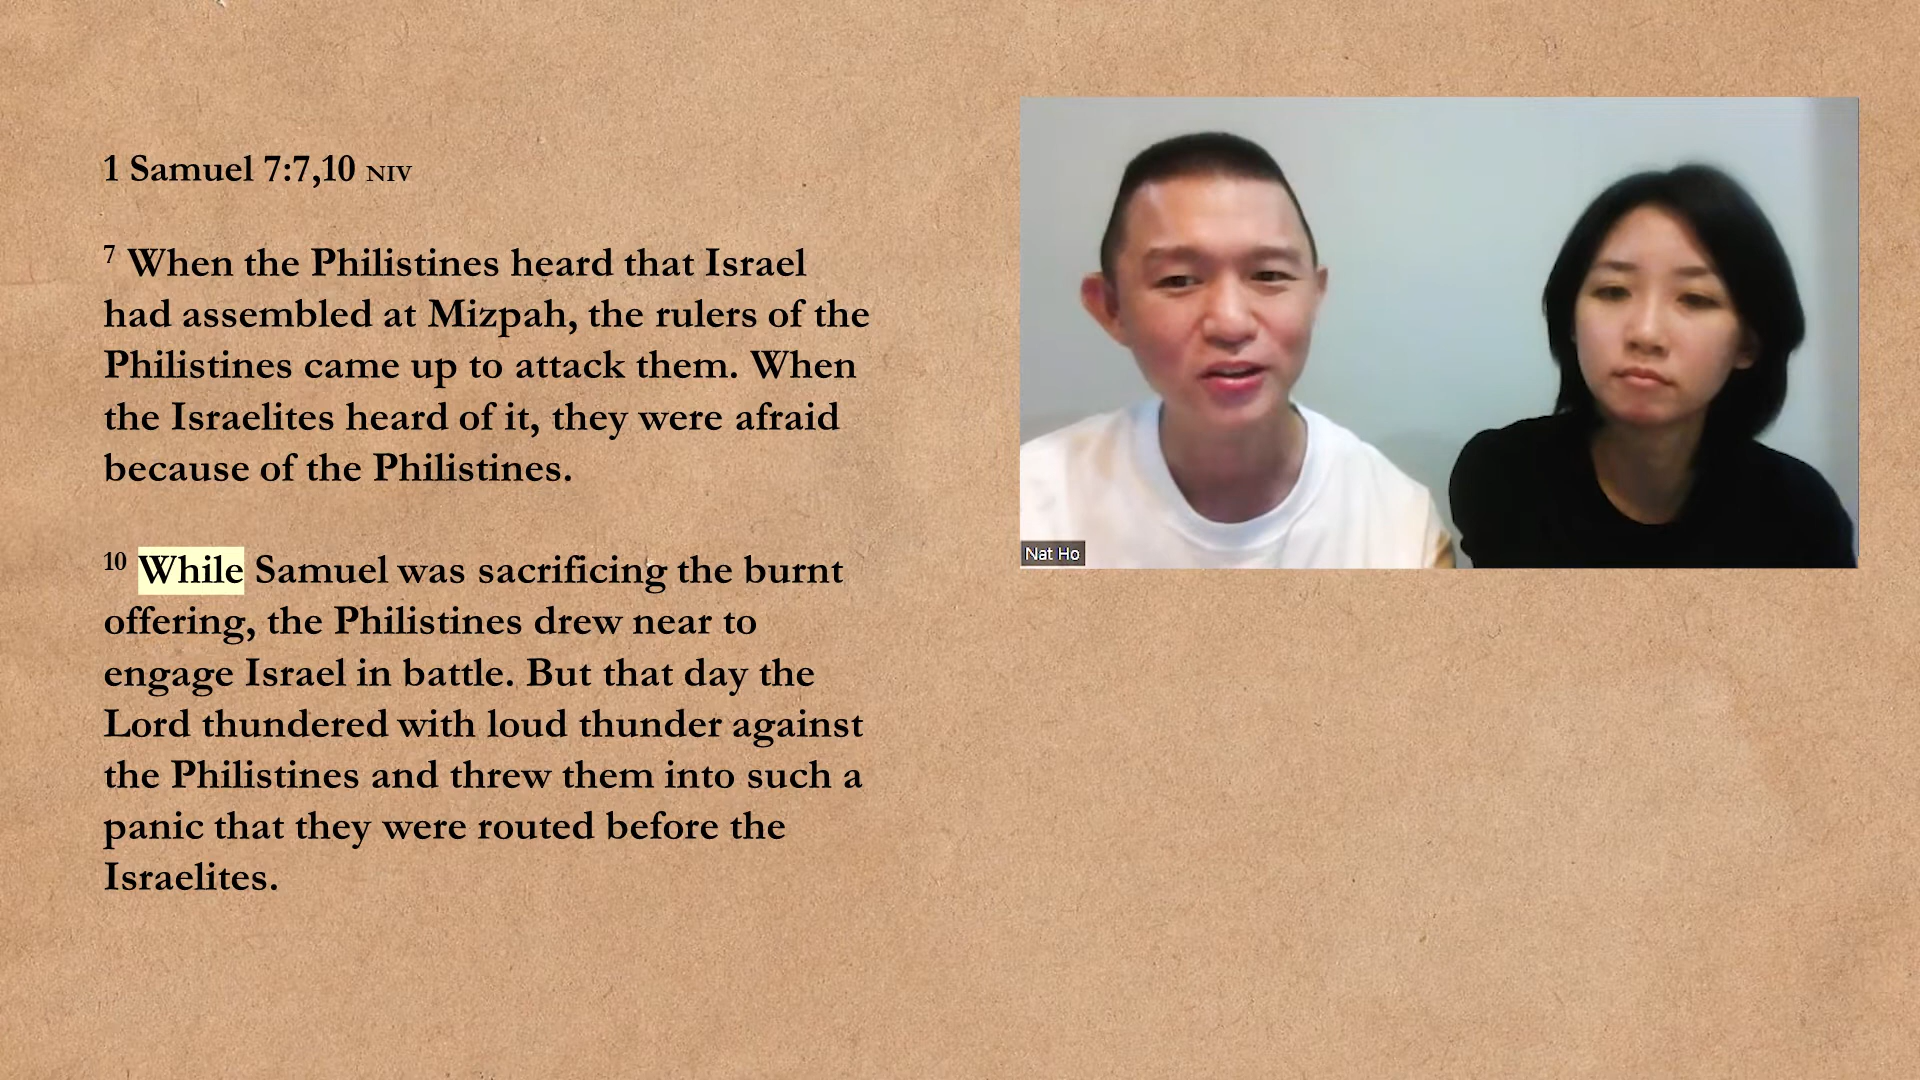 1 Samuel 7:7,10 NIV
7 When the Philistines heard that Israel
had assembled at Mizpah, the rulers of the
Philistines came up to attack them. When
the Israelites heard of it, they were afraid
because of the Philistines.
10 While Samuel was sacrificing the burnt
offering, the Philistines drew near to
engage Israel in battle. But that day the
Lord thundered with loud thunder against
the Philistines and threw them into such a
panic that they were routed before the
Israelites.
Nat Ho